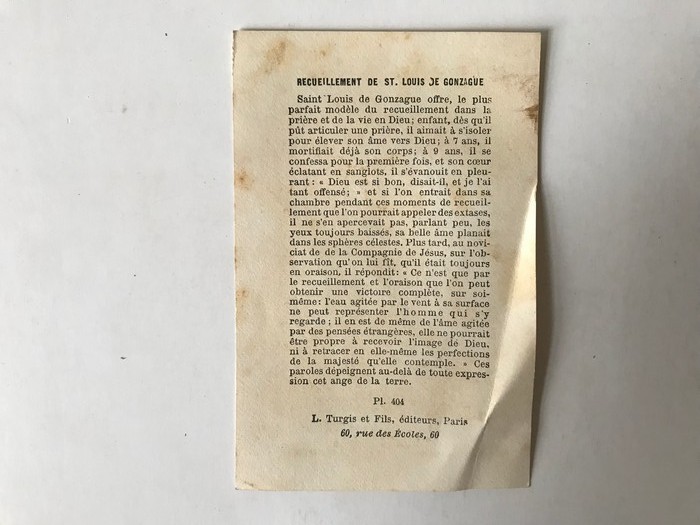 RECUEILLEMENT DE ST. LOUIS DE GONZAGUE
Saint Louis de Gonzague offre, le plus
parfait modèle du recueillement dans la
prière et de la vie en Dieu; enfant, dès qu'il
pût articuler une prière, il aimait à s'isoler
pour élever son âme vers Dieu; à 7 ans, il
mortifiait déjà son corps; à 9 ans, il se
confessa pour la première fois, et son cœur
éclatant en sanglots, il s'évanouit en pleu-
rant: « Dieu est si bon, disait-il, et je l'ai
tant offensé; » et si l'on entrait dans sa
chambre pendant ces moments de recueil-
lement que l'on pourrait appeler des extases,
il ne s'en apercevait pas, parlant peu, les
yeux toujours baissés, sa belle âme planait
dans les sphères célestes. Plus tard, au novi-
ciat de de la Compagnie de Jésus, sur l'ob-
servation qu'on lui fît, qu'il était toujours
en oraison, il répondit: « Ce n'est que par
le recueillement et l'oraison que l'on peut
obtenir une victoire complète, sur soi-
même: l'eau agitée par le vent à sa surface
ne peut représenter l'homme qui s'y
regarde; il en est de même de l'âme agitée
par des pensées étrangères, elle ne pourrait
être propre à recevoir l'image de Dieu,
ni à retracer en elle-même les perfections
de la majesté qu'elle contemple. » Ces
paroles dépeignent au-delà de toute expres-
sion cet ange de la terre.
Pl. 404
L. Turgis et Fils, éditeurs, Paris
60, rue des Écoles, 60